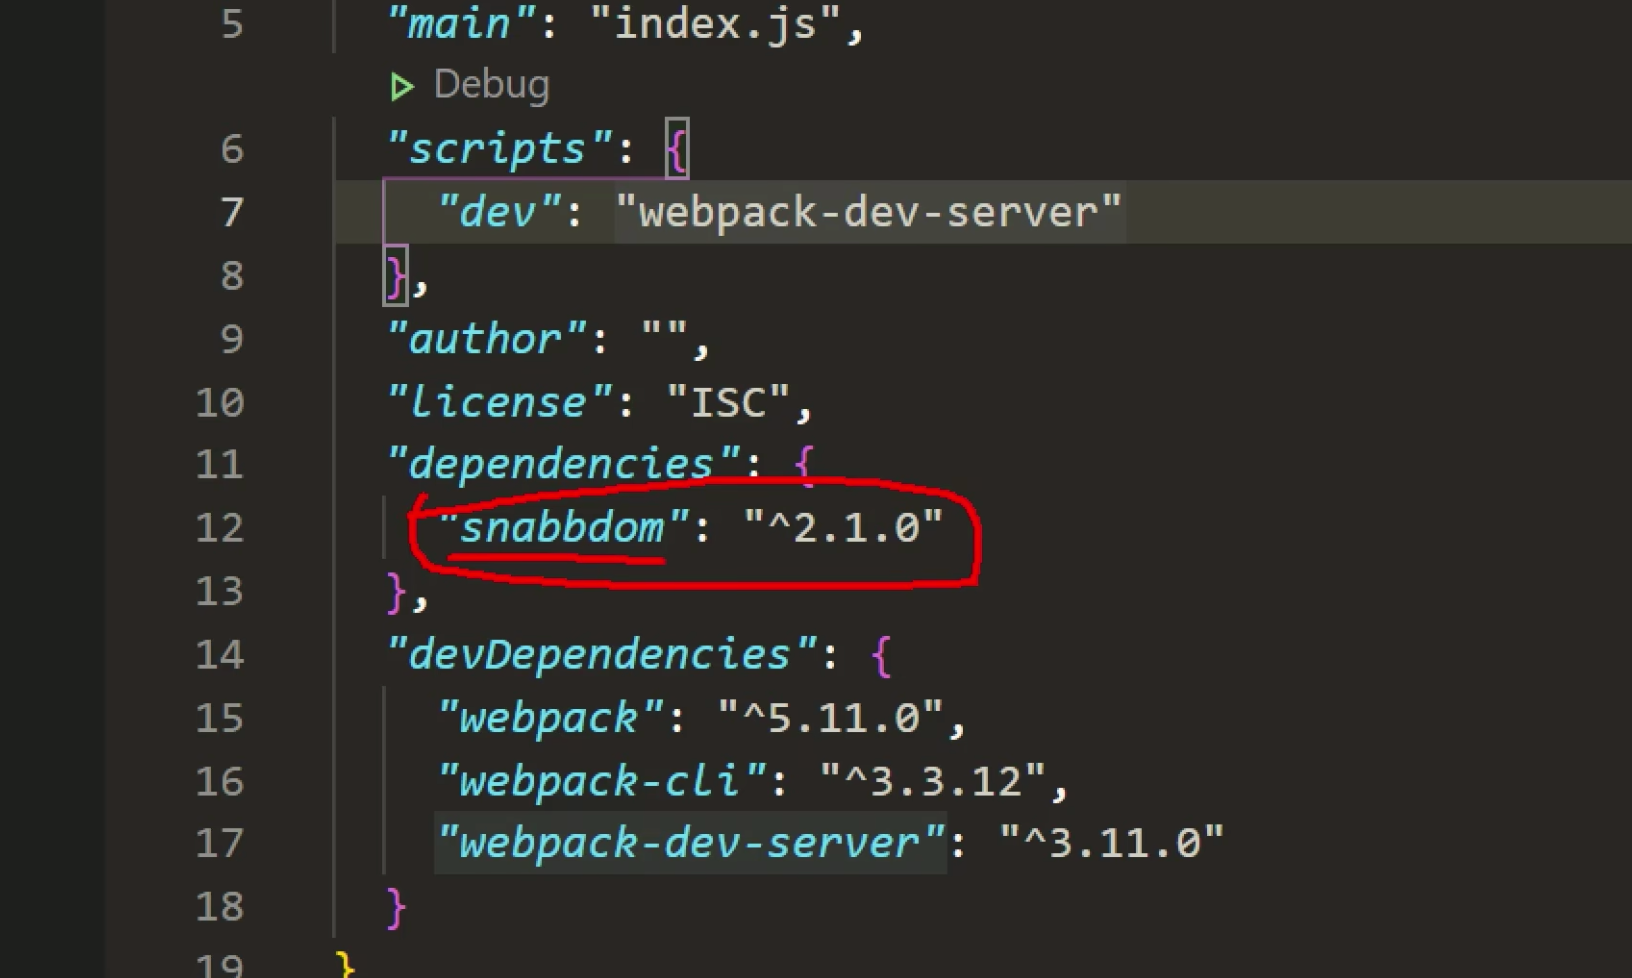 5 "main": "index.js",
Debug
6 "scripts": {
7 "dev": "webpack-dev-server"
8 },
9 "author": "",
10 "license": "ISC",
11 "dependencies": {
12 "snabbdom": "^2.1.0"
13 },
14 "devDependencies": {
15 "webpack": "^5.11.0",
16 "webpack-cli": "^3.3.12",
17 "webpack-dev-server": "^3.11.0"
18 }
19 }